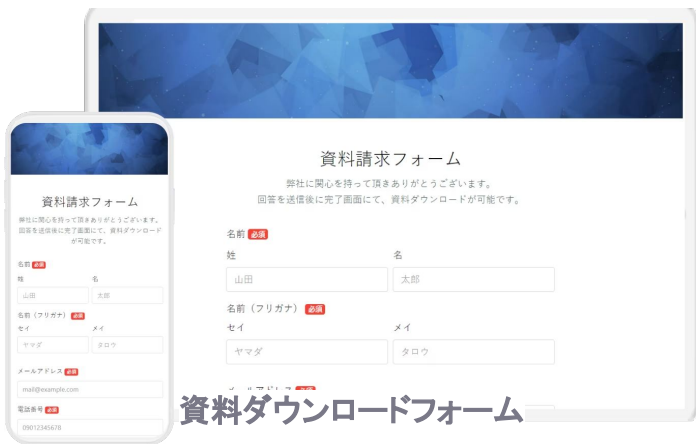 資料請求フォーム
弊社に関心を持って頂きありがとうございます。
回答を送信後に完了画面にて、資料ダウンロードが可能です。
名前 必須
姓 名
山田 太郎
名前（フリガナ） 必須
セイ メイ
ヤマダ タロウ
メールアドレス 必須
資料請求フォーム
弊社に関心を持って頂きありがとうございます。
回答を送信後に完了画面にて、資料ダウンロード
が可能です。
名前 必須
姓 名
山田 太郎
名前（フリガナ） 必須
セイ メイ
ヤマダ タロウ
メールアドレス 必須
mail@example.com
電話番号 必須
09012345678
資料ダウンロードフォーム